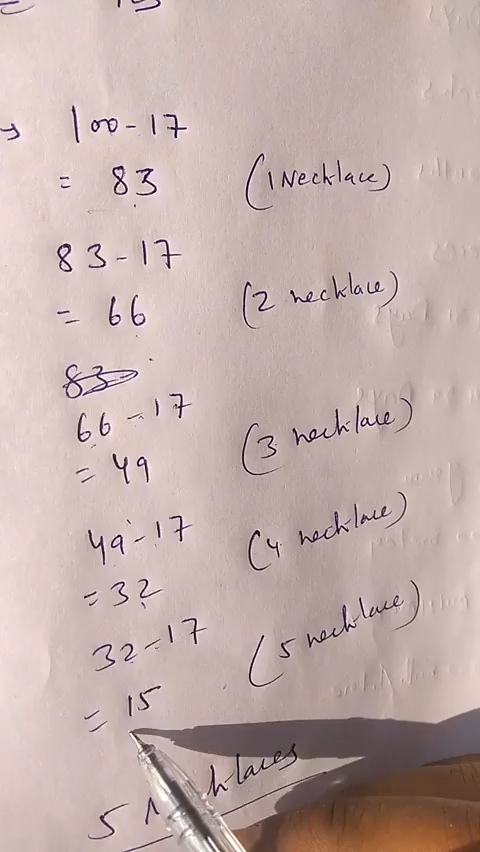 → 100-17
= 83 (1 Necklace)
83-17
= 66 (2 necklace)
83
66-17
= 49 (3 necklace)
49-17
= 32 (4 necklace)
32-17
= 15 (5 necklace)
5